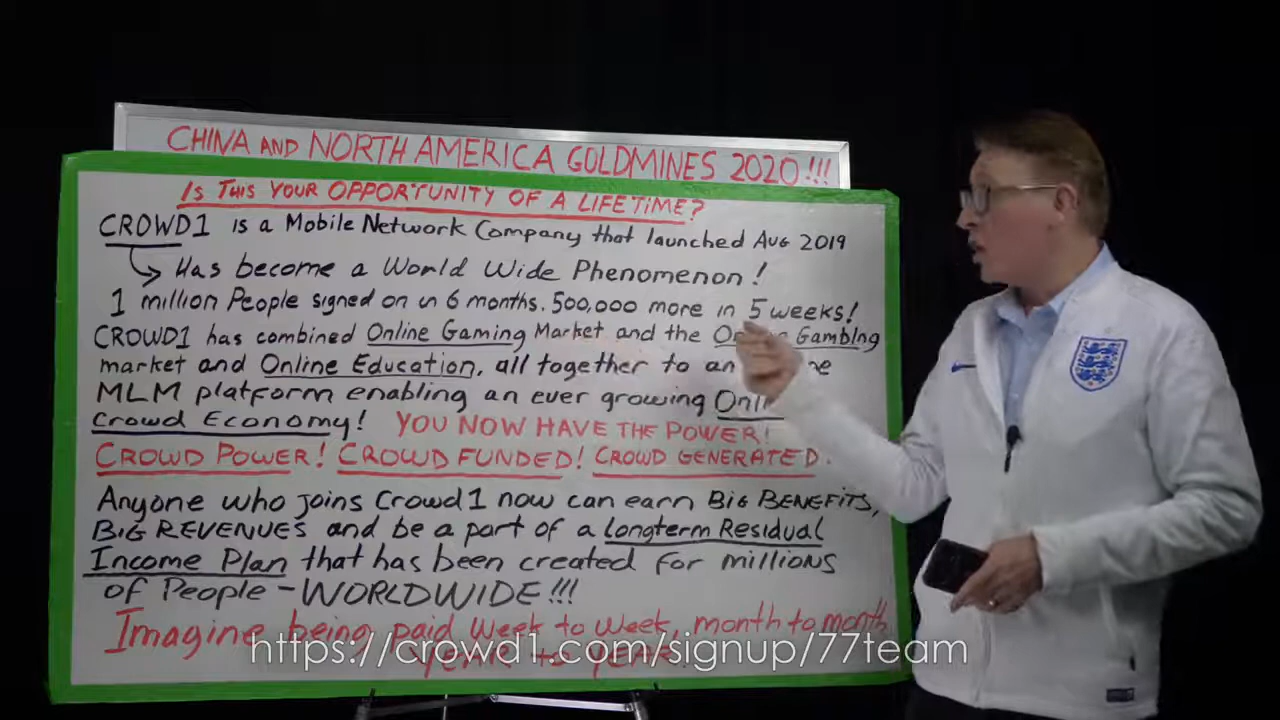 CHINA AND NORTH AMERICA GOLDMINES 2020!!!
IS THIS YOUR OPPORTUNITY OF A LIFETIME?
CROWD1 is a Mobile Network Company that launched Aug 2019
Has become a World Wide Phenomenon!
1 million People signed on in 6 months. 500,000 more in 5 weeks!
CROWD1 has combined Online Gaming Market and the Gambling
market and Online Education, all together to an
MLM platform enabling an ever growing
Crowd Economy! YOU NOW HAVE THE POWER!
CROWD POWER! CROWD FUNDED! CROWD GENERATED!
Anyone who joins Crowd1 now can earn BIG BENEFITS,
BIG REVENUES and be a part of a longterm Residual
Income Plan that has been created for millions
of People - WORLDWIDE!!!
Imagine being paid week to week, month to month
YEAR to YEAR!
https://crowd1.com/signup/77team